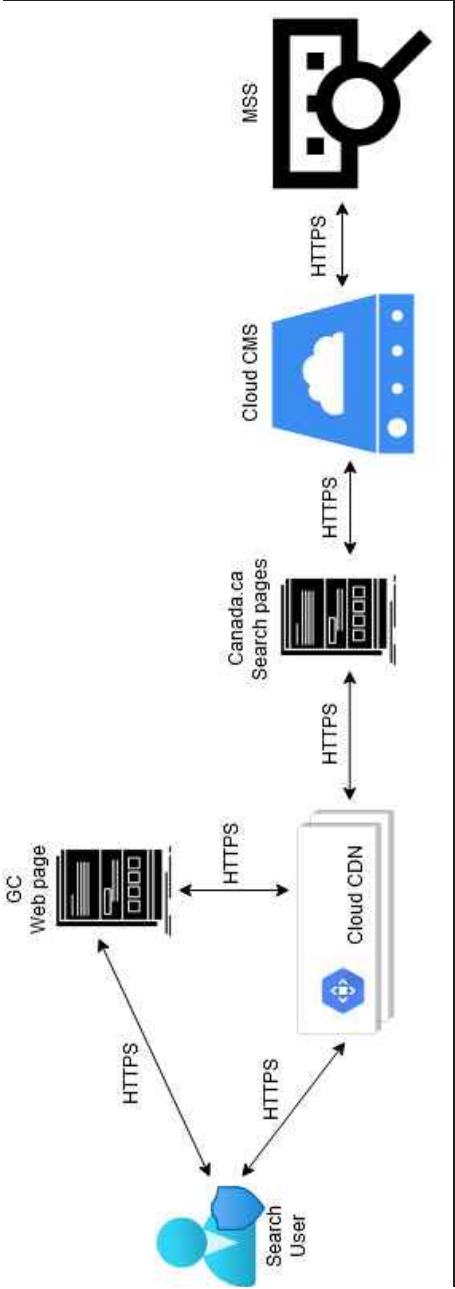 Search
User
HTTPS
HTTPS
GC
Web page
HTTPS
Cloud CDN
HTTPS
Canada.ca
Search pages
HTTPS
Cloud CMS
HTTPS
MSS